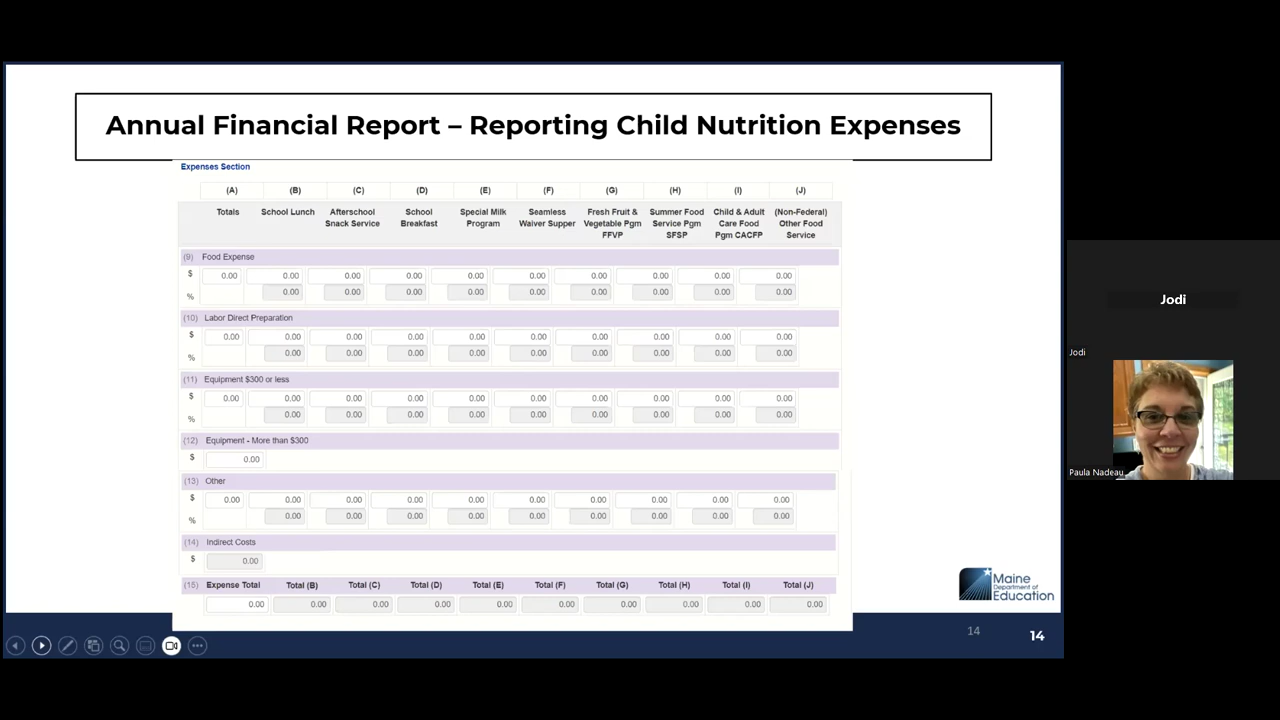 Annual Financial Report – Reporting Child Nutrition Expenses
Expenses Section
(A) (B) (C) (D) (E) (F) (G) (H) (I) (J)
Totals School Lunch Afterschool School Special Milk Seamless Fresh Fruit & Summer Food Child & Adult (Non-Federal)
Snack Service Breakfast Program Waiver Supper Vegetable Pgm Service Pgm Care Food Other Food
FFVP SFSP Pgm CACFP Service
(9) Food Expense
$ 0.00 0.00 0.00 0.00 0.00 0.00 0.00 0.00 0.00 0.00
% 0.00 0.00 0.00 0.00 0.00 0.00 0.00 0.00 0.00
(10) Labor Direct Preparation
$ 0.00 0.00 0.00 0.00 0.00 0.00 0.00 0.00 0.00 0.00
% 0.00 0.00 0.00 0.00 0.00 0.00 0.00 0.00 0.00
(11) Equipment $300 or less
$ 0.00 0.00 0.00 0.00 0.00 0.00 0.00 0.00 0.00 0.00
% 0.00 0.00 0.00 0.00 0.00 0.00 0.00 0.00 0.00
(12) Equipment - More than $300
$ 0.00
(13) Other
$ 0.00 0.00 0.00 0.00 0.00 0.00 0.00 0.00 0.00 0.00
% 0.00 0.00 0.00 0.00 0.00 0.00 0.00 0.00 0.00
(14) Indirect Costs
$ 0.00
(15) Expense Total Total (B) Total (C) Total (D) Total (E) Total (F) Total (G) Total (H) Total (I) Total (J)
0.00 0.00 0.00 0.00 0.00 0.00 0.00 0.00 0.00 0.00
Maine
Department of
Education
14
14
Jodi
Jodi
Paula Nadeau